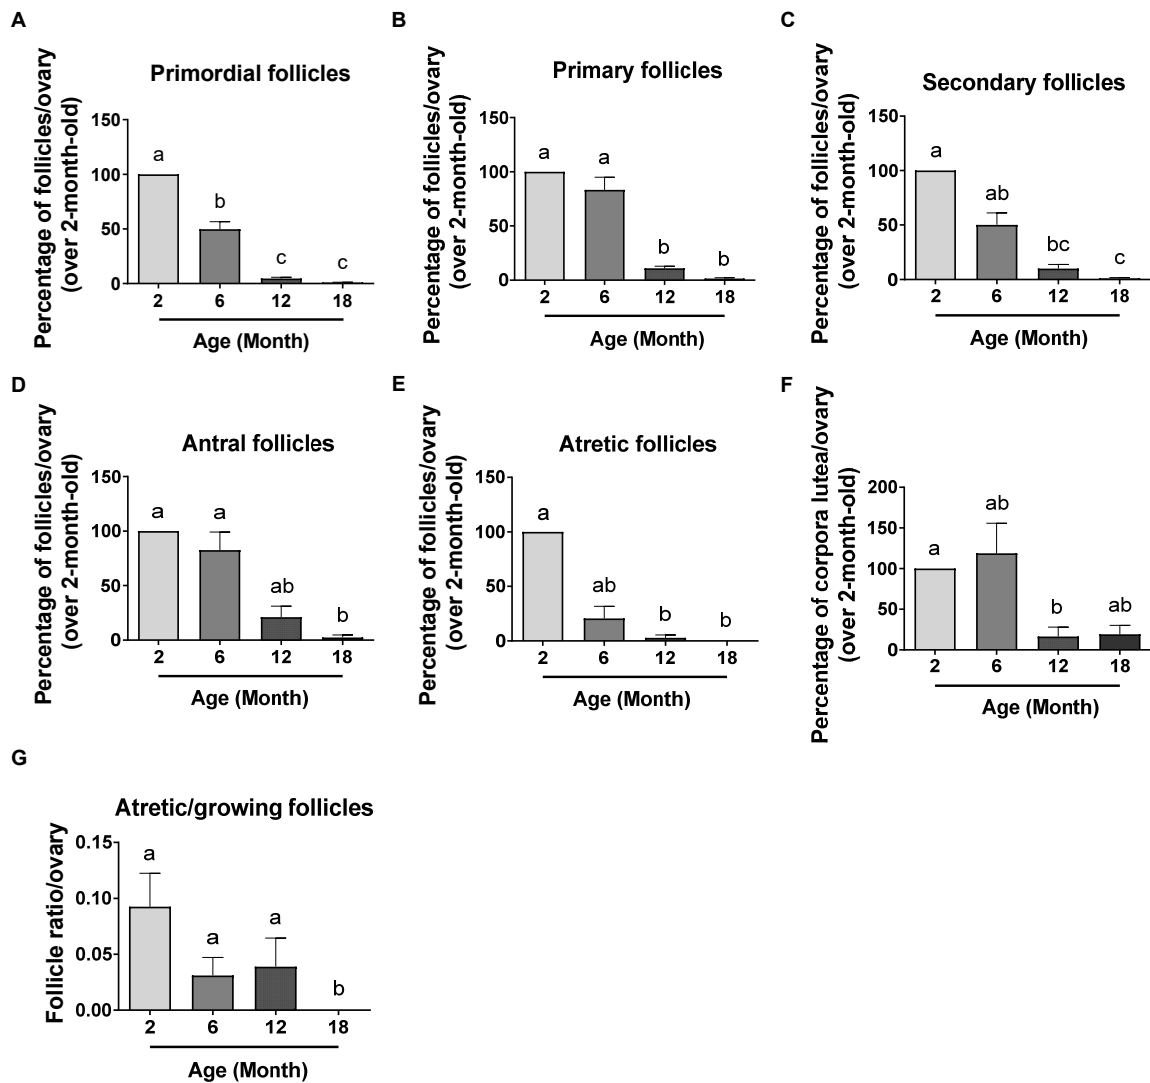 A
Primordial follicles
Percentage of follicles/ovary
(over 2-month-old)
150
100
50
0
a
b
c
c
2 6 12 18
Age (Month)
B
Primary follicles
Percentage of follicles/ovary
(over 2-month-old)
150
100
50
0
a
a
b
b
2 6 12 18
Age (Month)
C
Secondary follicles
Percentage of follicles/ovary
(over 2-month-old)
150
100
50
0
a
ab
bc
c
2 6 12 18
Age (Month)
D
Antral follicles
Percentage of follicles/ovary
(over 2-month-old)
150
100
50
0
a
a
ab
b
2 6 12 18
Age (Month)
E
Atretic follicles
Percentage of follicles/ovary
(over 2-month-old)
150
100
50
0
a
ab
b
b
2 6 12 18
Age (Month)
F
Percentage of corpora lutea/ovary
(over 2-month-old)
200
150
100
50
0
a
ab
b
ab
2 6 12 18
Age (Month)
G
Atretic/growing follicles
Follicle ratio/ovary
0.15
0.10
0.05
0.00
a
a
a
b
2 6 12 18
Age (Month)